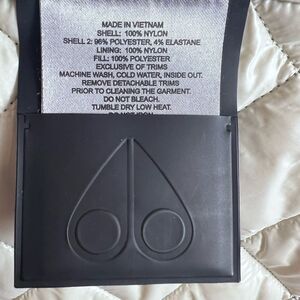 MADE IN VIETNAM
SHELL: 100% NYLON
SHELL 2: 96% POLYESTER, 4% ELASTANE
LINING: 100% NYLON
FILL: 100% POLYESTER
EXCLUSIVE OF TRIMS
MACHINE WASH, COLD WATER, INSIDE OUT.
REMOVE DETACHABLE TRIMS
PRIOR TO CLEANING THE GARMENT.
DO NOT BLEACH.
TUMBLE DRY LOW HEAT.